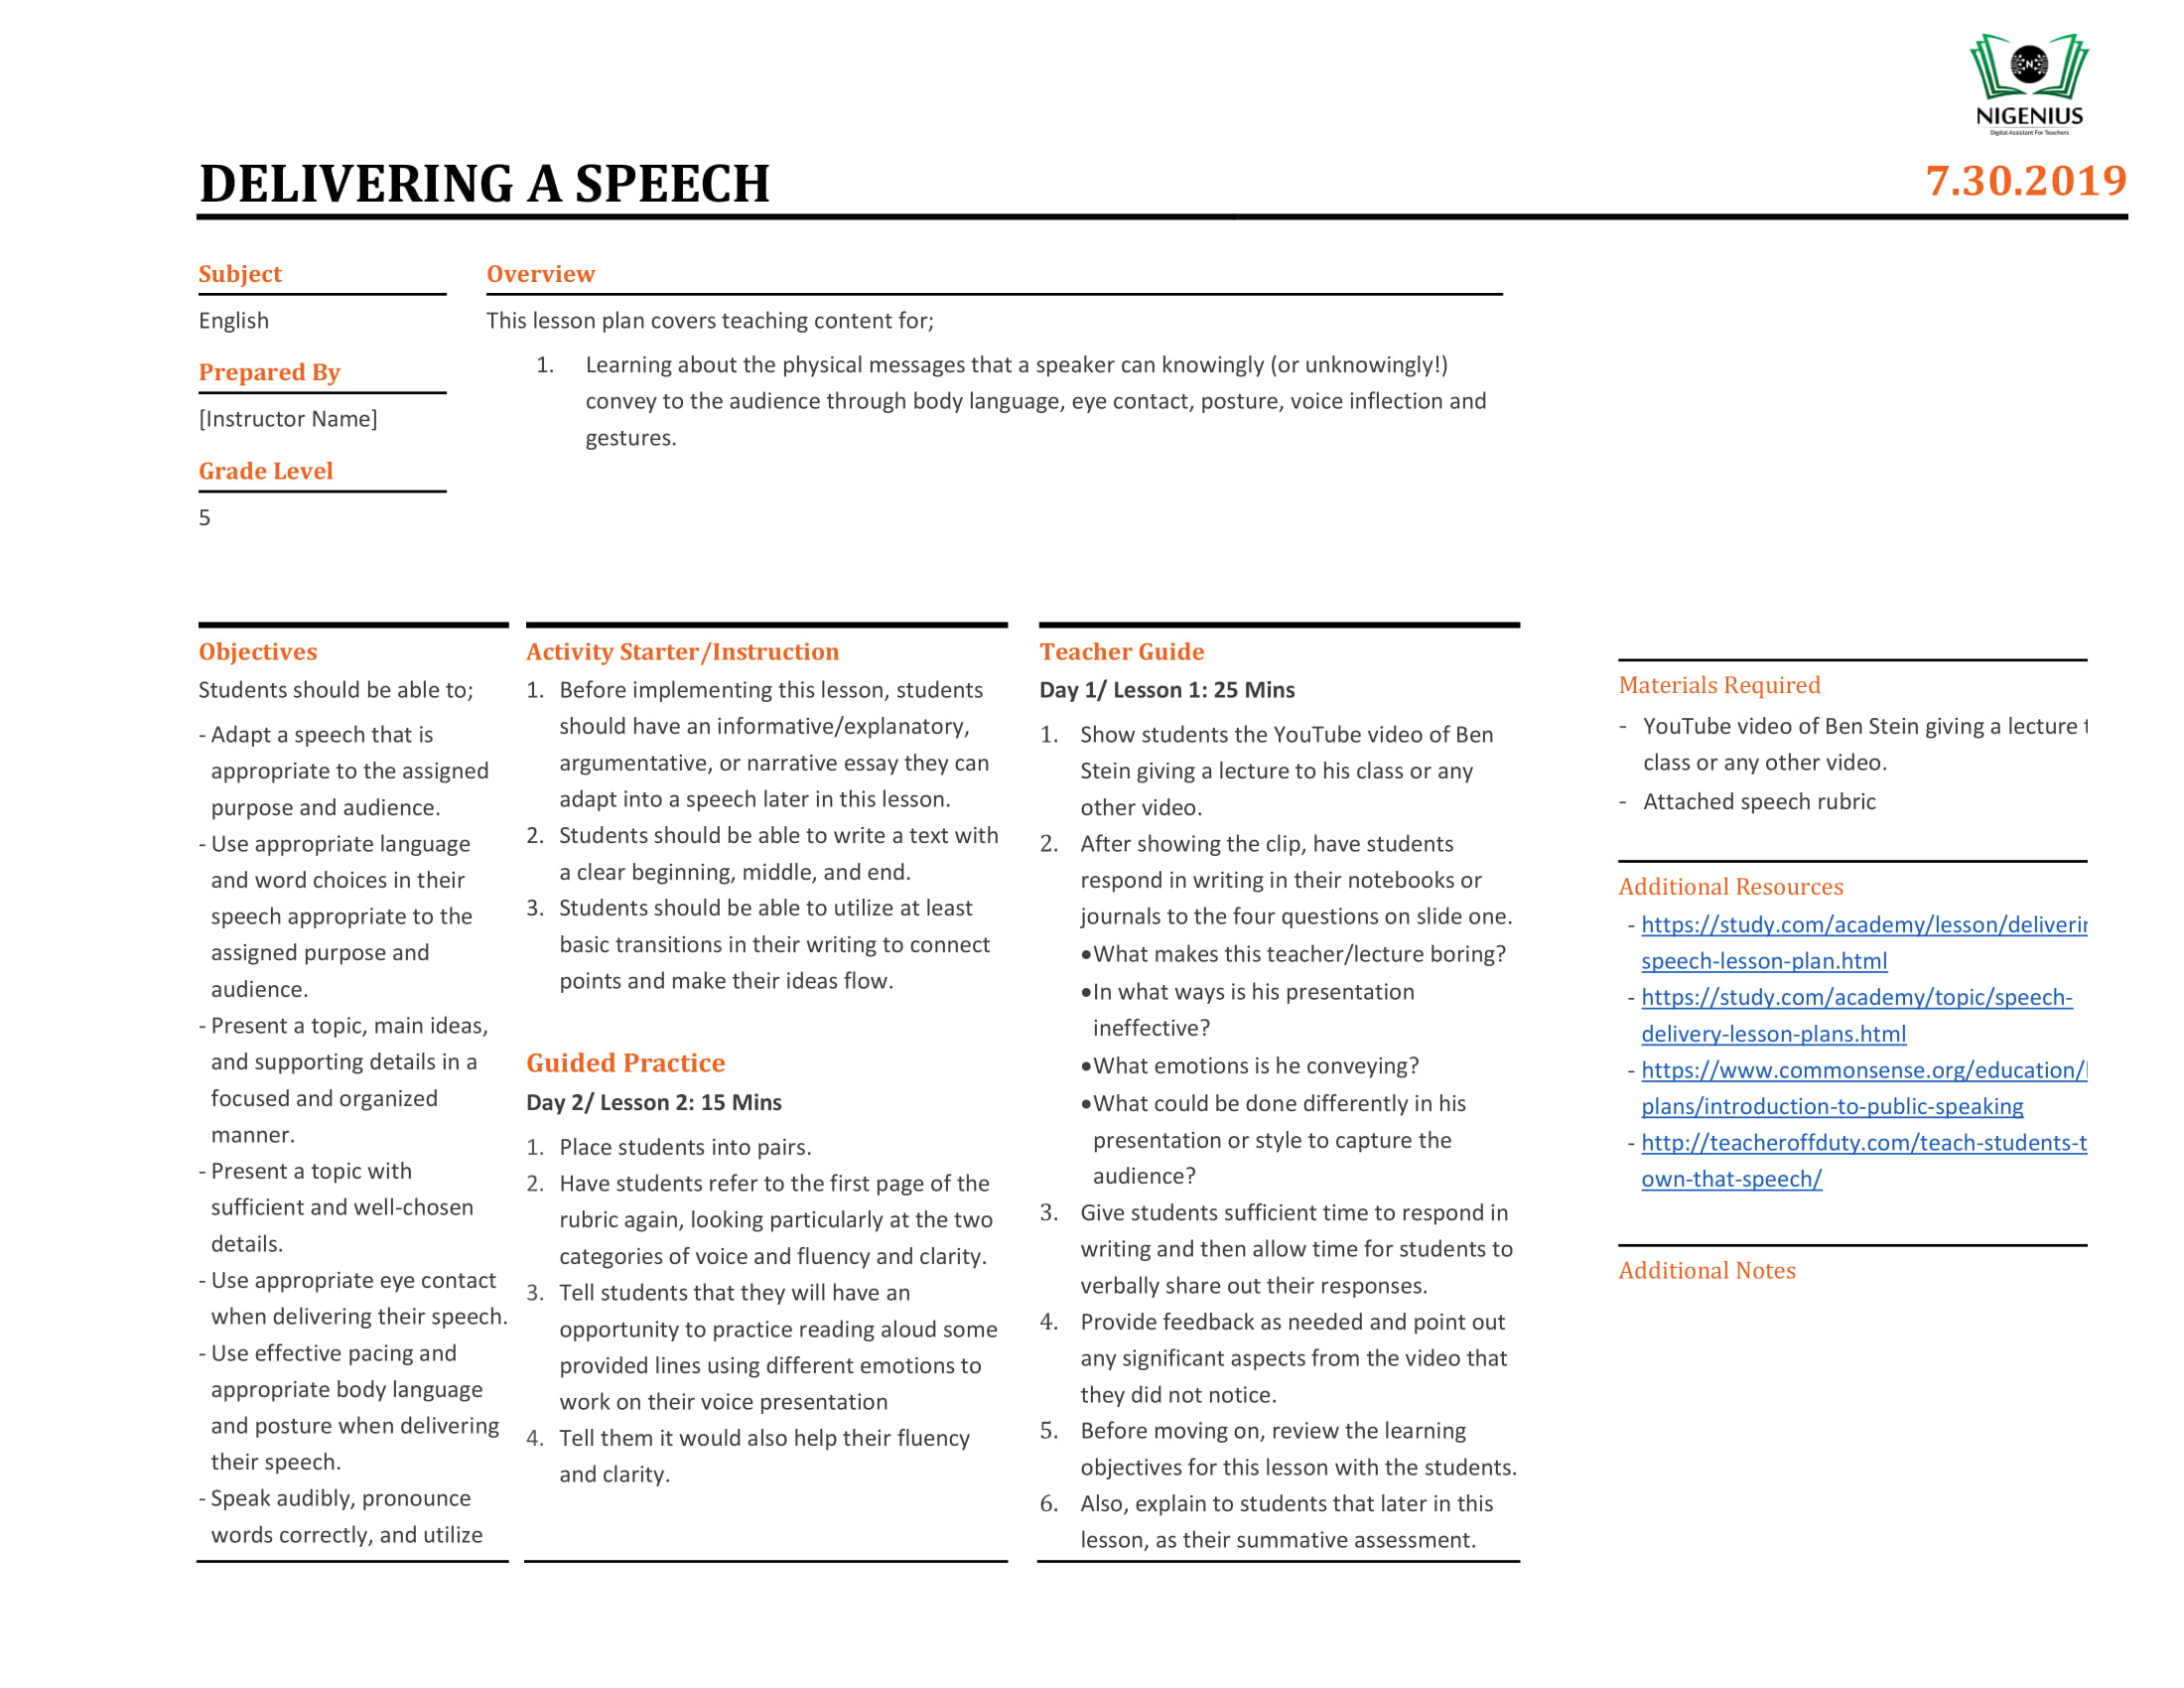 NIGENIUS
Digital Assistant For Teachers
DELIVERING A SPEECH
7.30.2019
Subject
English
Prepared By
[Instructor Name]
Grade Level
5
Overview
This lesson plan covers teaching content for;
1. Learning about the physical messages that a speaker can knowingly (or unknowingly!)
convey to the audience through body language, eye contact, posture, voice inflection and
gestures.
Objectives
Students should be able to;
- Adapt a speech that is
appropriate to the assigned
purpose and audience.
- Use appropriate language
and word choices in their
speech appropriate to the
assigned purpose and
audience.
- Present a topic, main ideas,
and supporting details in a
focused and organized
manner.
- Present a topic with
sufficient and well-chosen
details.
- Use appropriate eye contact
when delivering their speech.
- Use effective pacing and
appropriate body language
and posture when delivering
their speech.
- Speak audibly, pronounce
words correctly, and utilize
Activity Starter/Instruction
1. Before implementing this lesson, students
should have an informative/explanatory,
argumentative, or narrative essay they can
adapt into a speech later in this lesson.
2. Students should be able to write a text with
a clear beginning, middle, and end.
3. Students should be able to utilize at least
basic transitions in their writing to connect
points and make their ideas flow.
Guided Practice
Day 2/ Lesson 2: 15 Mins
1. Place students into pairs.
2. Have students refer to the first page of the
rubric again, looking particularly at the two
categories of voice and fluency and clarity.
3. Tell students that they will have an
opportunity to practice reading aloud some
provided lines using different emotions to
work on their voice presentation
4. Tell them it would also help their fluency
and clarity.
Teacher Guide
Day 1/ Lesson 1: 25 Mins
1. Show students the YouTube video of Ben
Stein giving a lecture to his class or any
other video.
2. After showing the clip, have students
respond in writing in their notebooks or
journals to the four questions on slide one.
•What makes this teacher/lecture boring?
•In what ways is his presentation
ineffective?
•What emotions is he conveying?
•What could be done differently in his
presentation or style to capture the
audience?
3. Give students sufficient time to respond in
writing and then allow time for students to
verbally share out their responses.
4. Provide feedback as needed and point out
any significant aspects from the video that
they did not notice.
5. Before moving on, review the learning
objectives for this lesson with the students.
6. Also, explain to students that later in this
lesson, as their summative assessment.
Materials Required
- YouTube video of Ben Stein giving a lecture
class or any other video.
- Attached speech rubric
Additional Resources
- https://study.com/academy/lesson/deliverin
speech-lesson-plan.html
- https://study.com/academy/topic/speech-
delivery-lesson-plans.html
- https://www.commonsense.org/education/
plans/introduction-to-public-speaking
- http://teacheroffduty.com/teach-students-t
own-that-speech/
Additional Notes